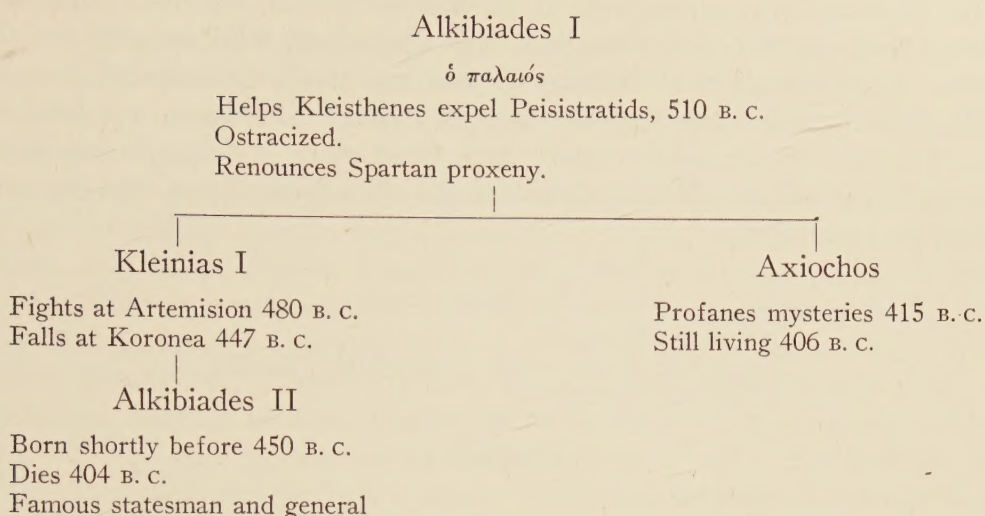 Alkibiades I
ὁ παλαιός
Helps Kleisthenes expel Peisistratids, 510 B. C.
Ostracized.
Renounces Spartan proxeny.
Kleinias I
Fights at Artemision 480 B. C.
Falls at Koronea 447 B. C.
Axiochos
Profanes mysteries 415 B. C.
Still living 406 B. C.
Alkibiades II
Born shortly before 450 B. C.
Dies 404 B. C.
Famous statesman and general